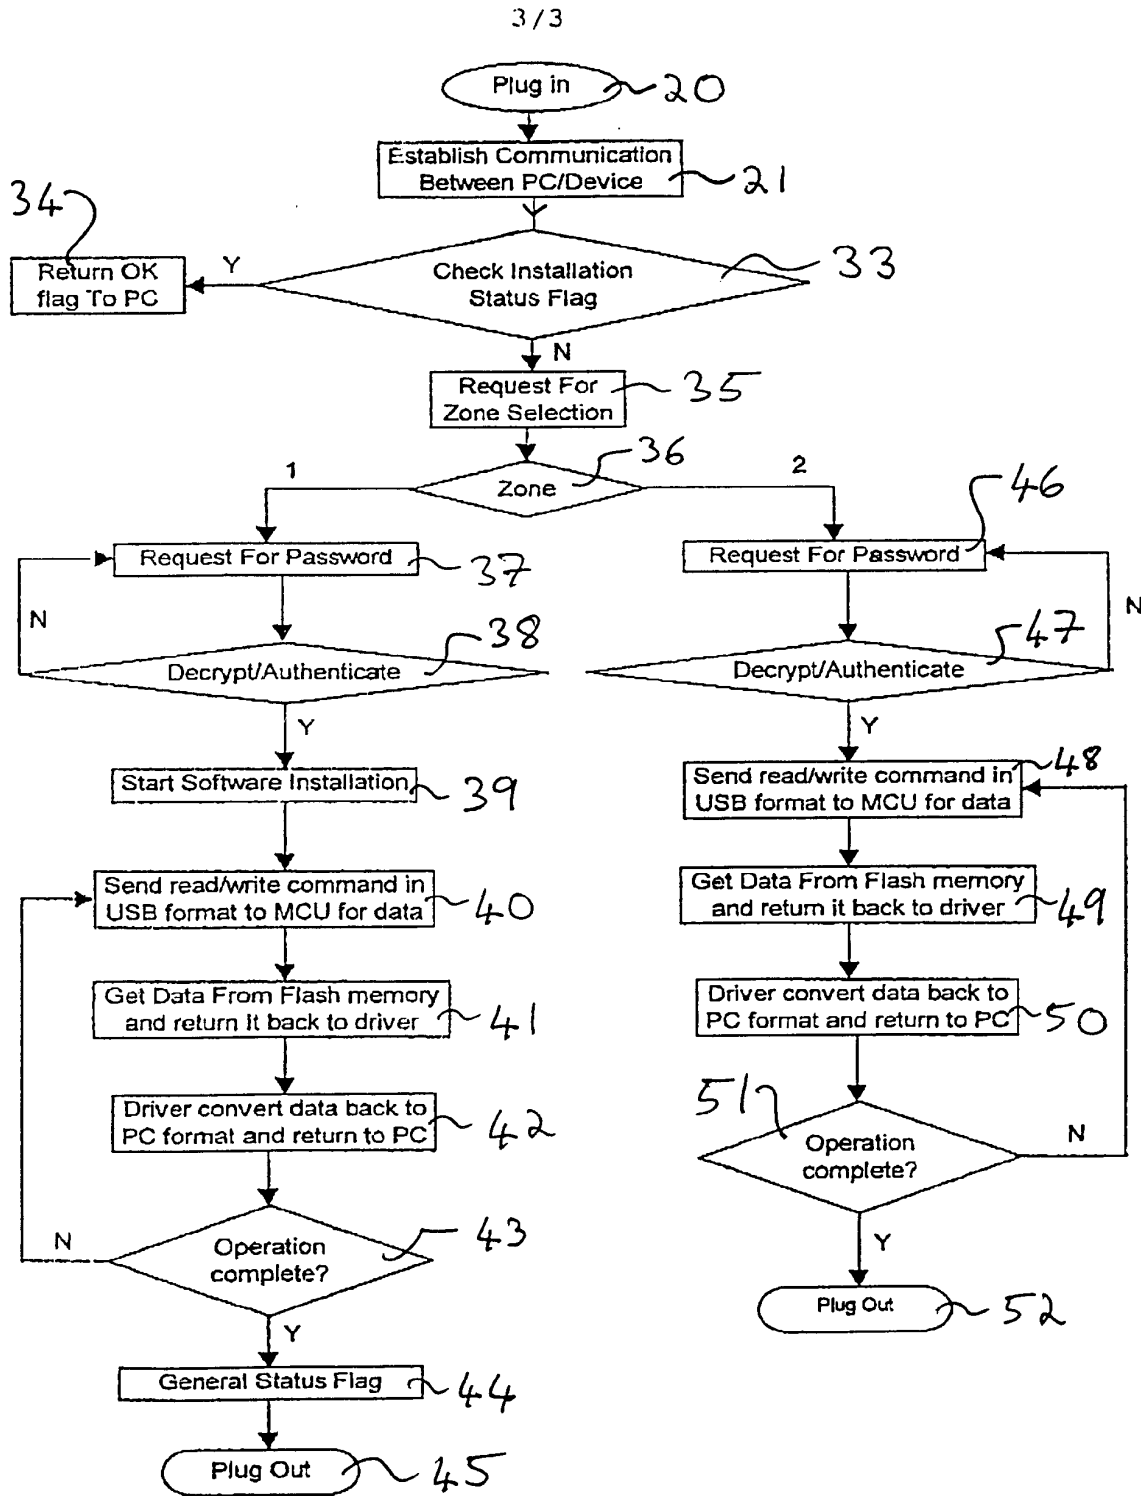 3/3
Plug in
20
Establish Communication
Between PC/Device
21
34
Return OK
flag To PC
Y
Check Installation
Status Flag
33
N
Request For
Zone Selection
35
1
Zone
36
2
Request For Password
37
N
Decrypt/Authenticate
38
Y
Start Software Installation
39
Send read/write command in
USB format to MCU for data
40
Get Data From Flash memory
and return it back to driver
41
Driver convert data back to
PC format and return to PC
42
Operation
complete?
43
N
Y
General Status Flag
44
Plug Out
45
Request For Password
46
N
Decrypt/Authenticate
47
Y
Send read/write command in
USB format to MCU for data
48
Get Data From Flash memory
and return it back to driver
49
Driver convert data back to
PC format and return to PC
50
51
Operation
complete?
N
Y
Plug Out
52